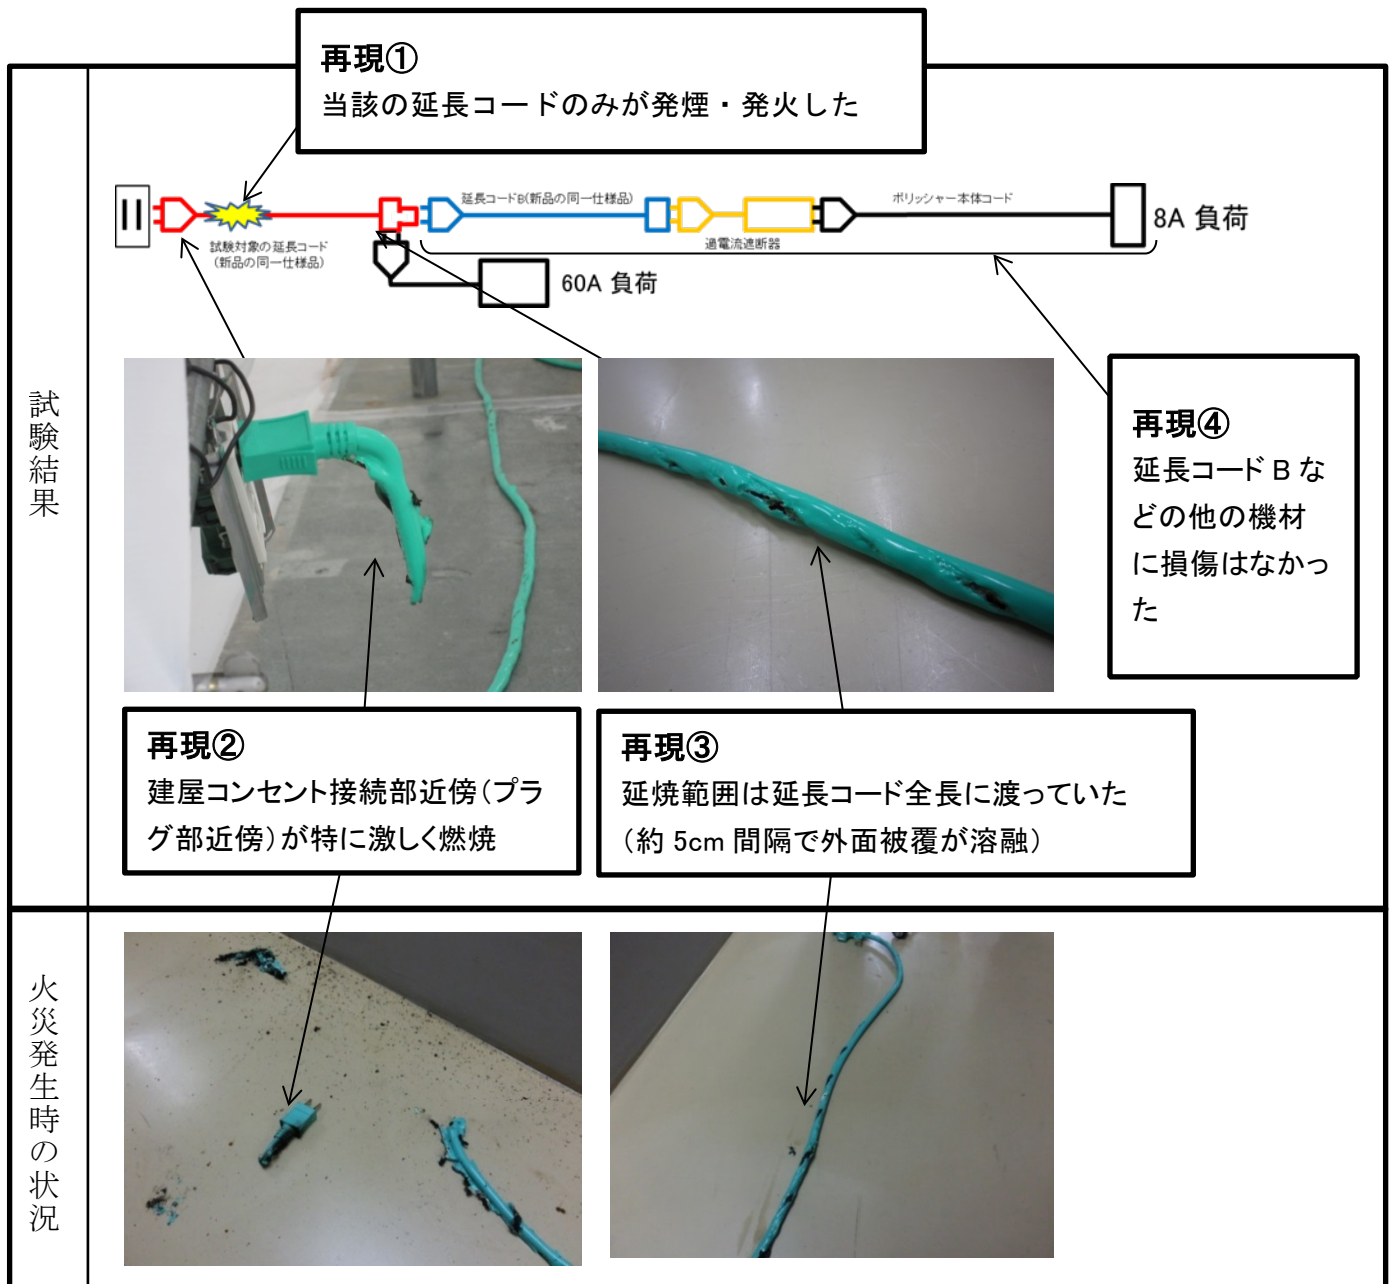 再現①
当該の延長コードのみが発煙・発火した
試験結果
延長コードB(新品の同一仕様品)
ポリッシャー本体コード
8A 負荷
試験対象の延長コード
(新品の同一仕様品)
過電流遮断器
60A 負荷
再現④
延長コード B な
どの他の機材
に損傷はなかっ
た
再現②
建屋コンセント接続部近傍(プラ
グ部近傍)が特に激しく燃焼
再現③
延焼範囲は延長コード全長に渡っていた
(約 5cm 間隔で外面被覆が溶融)
火災発生時の状況